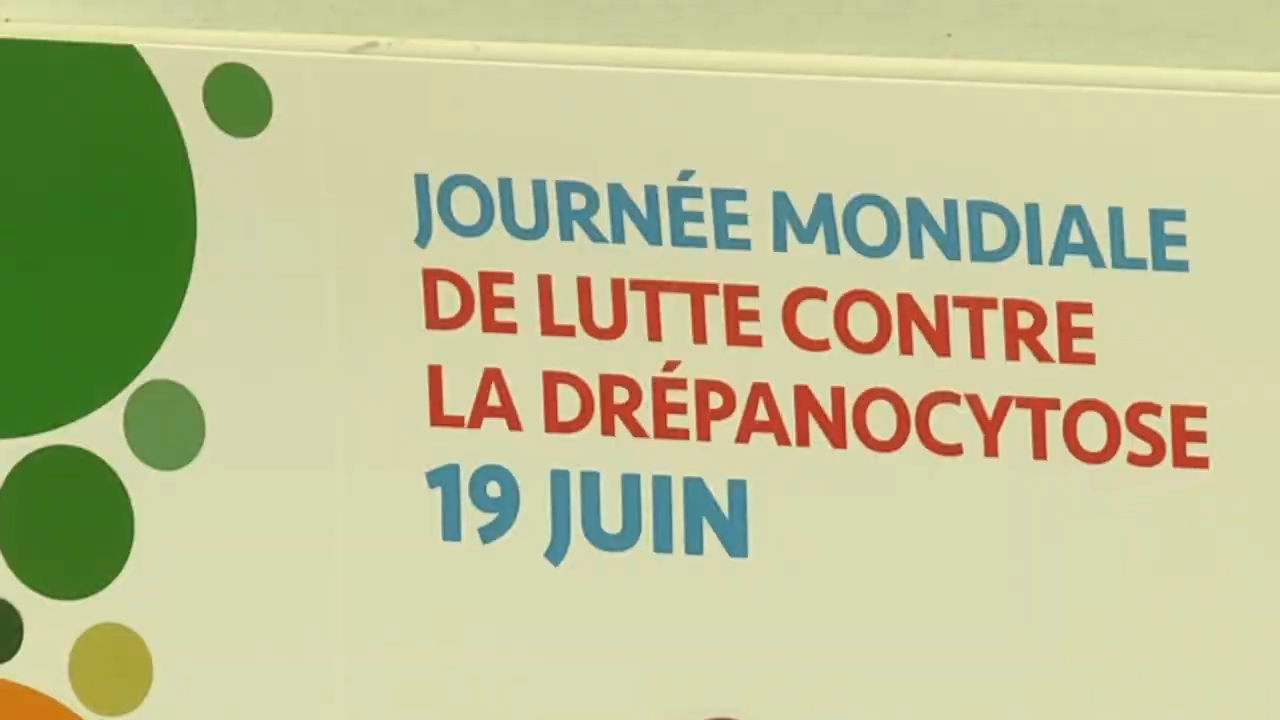 JOURNÉE MONDIALE
DE LUTTE CONTRE
LA DRÉPANOCYTOSE
19 JUIN